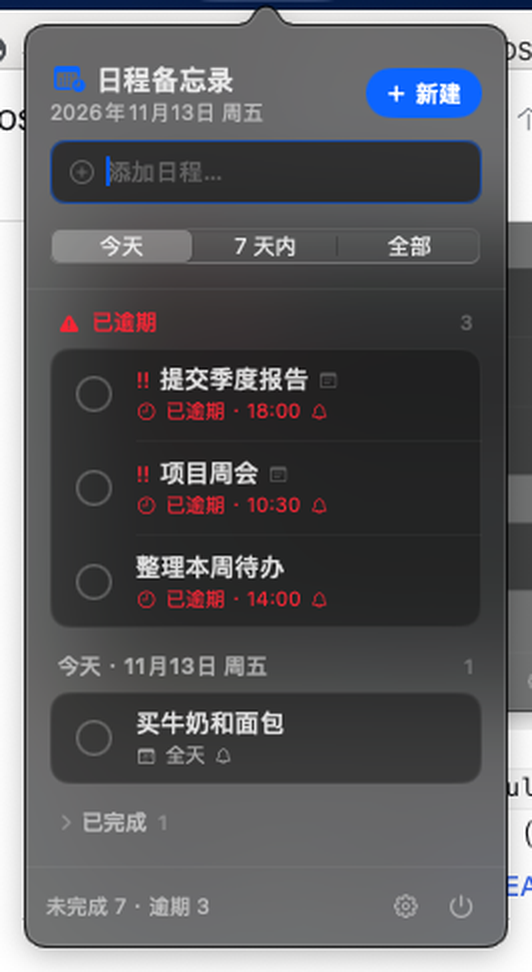 日程备忘录
2026年11月13日 周五
+ 新建
添加日程...
今天
7 天内
全部
已逾期
3
!! 提交季度报告
已逾期 · 18:00
!! 项目周会
已逾期 · 10:30
整理本周待办
已逾期 · 14:00
今天 · 11月13日 周五
1
买牛奶和面包
全天
已完成 1
未完成 7 · 逾期 3